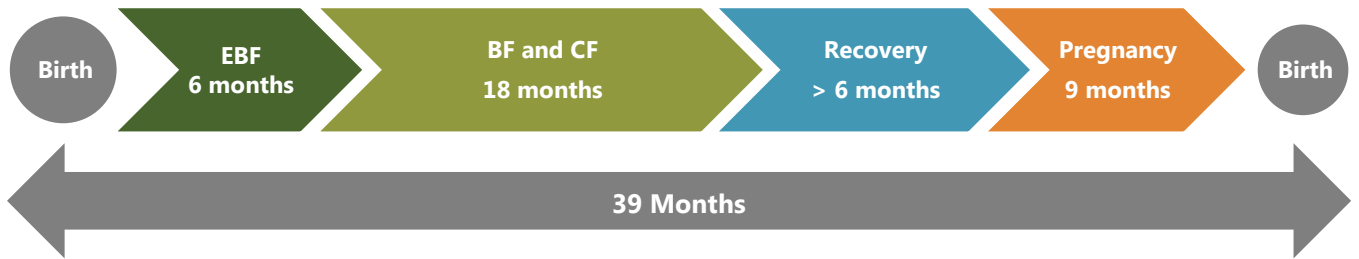 Birth
EBF
6 months
BF and CF
18 months
Recovery
> 6 months
Pregnancy
9 months
Birth
39 Months